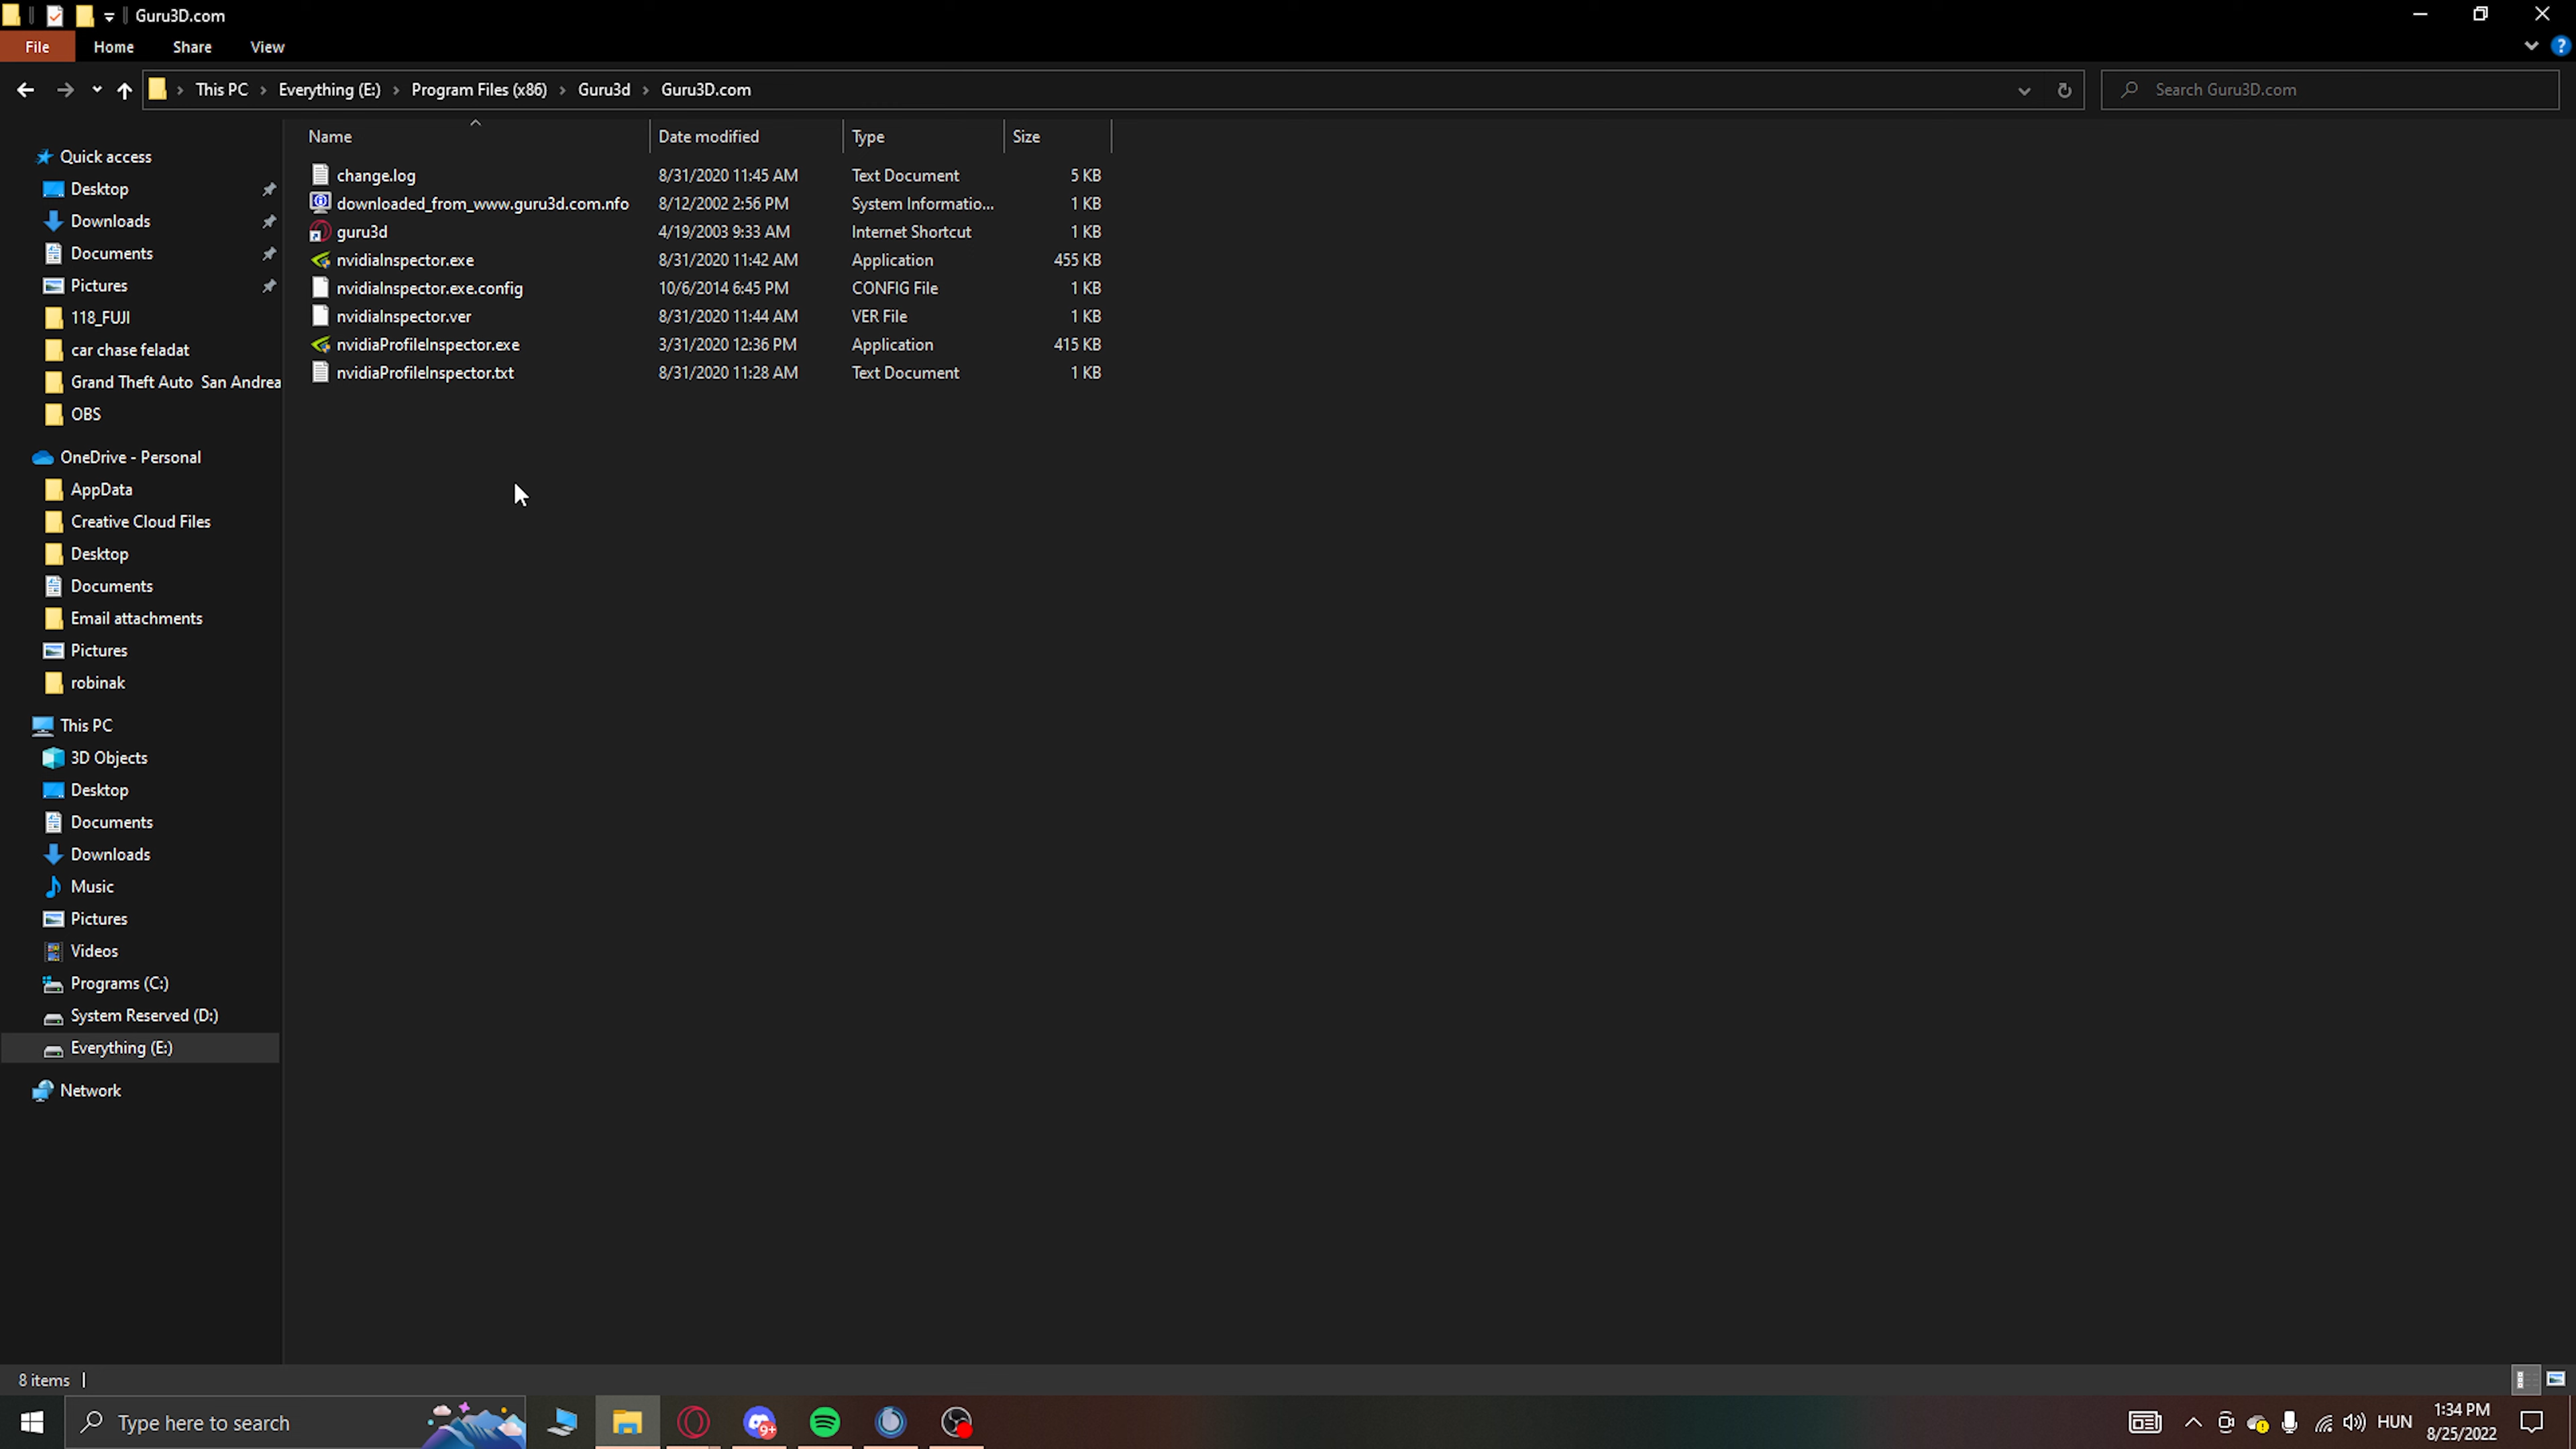 Guru3D.com
File Home Share View
This PC Everything (E:) Program Files (x86) Guru3d Guru3D.com
Search Guru3D.com
Name Date modified Type Size
change.log 8/31/2020 11:45 AM Text Document 5 KB
downloaded_from_www.guru3d.com.nfo 8/12/2002 2:56 PM System Informatio... 1 KB
guru3d 4/19/2003 9:33 AM Internet Shortcut 1 KB
nvidiaInspector.exe 8/31/2020 11:42 AM Application 455 KB
nvidiaInspector.exe.config 10/6/2014 6:45 PM CONFIG File 1 KB
nvidiaInspector.ver 8/31/2020 11:44 AM VER File 1 KB
nvidiaProfileInspector.exe 3/31/2020 12:36 PM Application 415 KB
nvidiaProfileInspector.txt 8/31/2020 11:28 AM Text Document 1 KB
Quick access
Desktop
Downloads
Documents
Pictures
118_FUJI
car chase feladat
Grand Theft Auto San Andrea
OBS
OneDrive - Personal
AppData
Creative Cloud Files
Desktop
Documents
Email attachments
Pictures
robinak
This PC
3D Objects
Desktop
Documents
Downloads
Music
Pictures
Videos
Programs (C:)
System Reserved (D:)
Everything (E:)
Network
8 items
Type here to search
9+
HUN
1:34 PM
8/25/2022